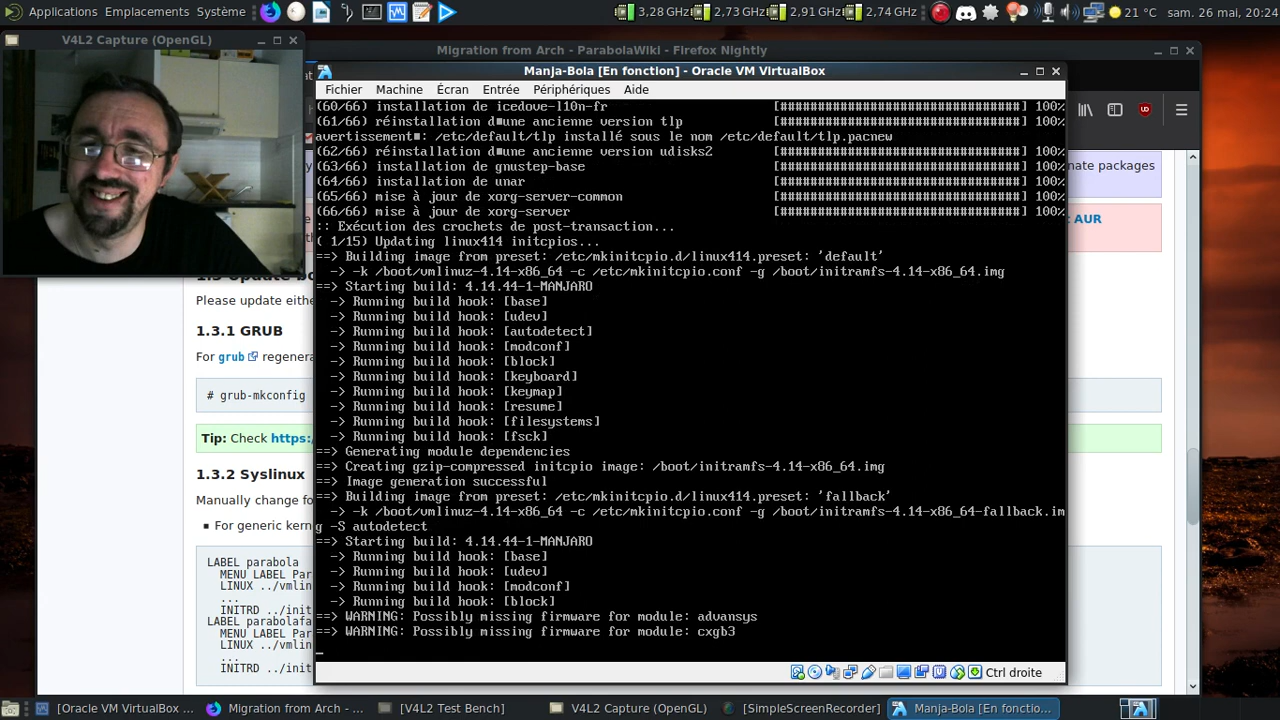 Applications Emplacements Système
3,28 GHz 2,73 GHz 2,91 GHz 2,74 GHz 21 °C sam. 26 mai, 20:24
V4L2 Capture (OpenGL)
Migration from Arch - ParabolaWiki - Firefox Nightly
Manja-Bola [En fonction] - Oracle VM VirtualBox
Fichier Machine Écran Entrée Périphériques Aide
(60/66) installation de icedove-l10n-fr [################################] 100%
(61/66) réinstallation d■une ancienne version tlp [################################] 100%
avertissement■: /etc/default/tlp installé sous le nom /etc/default/tlp.pacnew
(62/66) réinstallation d■une ancienne version udisks2 [################################] 100%
(63/66) installation de gnustep-base [################################] 100%
(64/66) installation de unar [################################] 100%
(65/66) mise à jour de xorg-server-common [################################] 100%
(66/66) mise à jour de xorg-server [################################] 100%
:: Exécution des crochets de post-transaction...
( 1/15) Updating linux414 initcpios...
==> Building image from preset: /etc/mkinitcpio.d/linux414.preset: 'default'
-> -k /boot/vmlinuz-4.14-x86_64 -c /etc/mkinitcpio.conf -g /boot/initramfs-4.14-x86_64.img
==> Starting build: 4.14.44-1-MANJARO
-> Running build hook: [base]
-> Running build hook: [udev]
-> Running build hook: [autodetect]
-> Running build hook: [modconf]
-> Running build hook: [block]
-> Running build hook: [keyboard]
-> Running build hook: [keymap]
-> Running build hook: [resume]
-> Running build hook: [filesystems]
-> Running build hook: [fsck]
==> Generating module dependencies
==> Creating gzip-compressed initcpio image: /boot/initramfs-4.14-x86_64.img
==> Image generation successful
==> Building image from preset: /etc/mkinitcpio.d/linux414.preset: 'fallback'
-> -k /boot/vmlinuz-4.14-x86_64 -c /etc/mkinitcpio.conf -g /boot/initramfs-4.14-x86_64-fallback.im
g -S autodetect
==> Starting build: 4.14.44-1-MANJARO
-> Running build hook: [base]
-> Running build hook: [udev]
-> Running build hook: [modconf]
-> Running build hook: [block]
==> WARNING: Possibly missing firmware for module: advansys
==> WARNING: Possibly missing firmware for module: cxgb3
Ctrl droite
nate packages
AUR
Please update eithe
1.3.1 GRUB
For grub regenera
# grub-mkconfig
Tip: Check https:/
1.3.2 Syslinux
Manually change fo
For generic kern
LABEL parabola
MENU LABEL Par
LINUX ../vmlin
...
INITRD ../init
LABEL parabolafa
MENU LABEL Par
LINUX ../vmlin
...
INITRD ../init
[Oracle VM VirtualBox ... Migration from Arch - ... [V4L2 Test Bench] V4L2 Capture (OpenGL) [SimpleScreenRecorder] Manja-Bola [En fonctio...